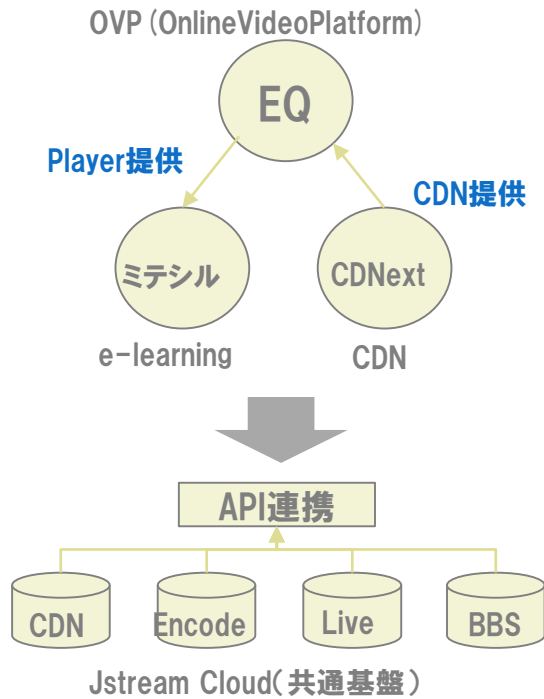 OVP (OnlineVideoPlatform)
EQ
Player提供
CDN提供
ミテシル
CDNext
e-learning
CDN
API連携
CDN
Encode
Live
BBS
Jstream Cloud(共通基盤)